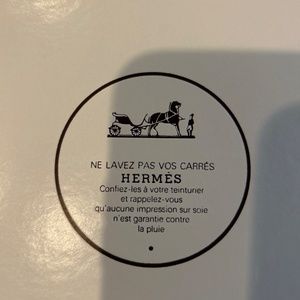 NE LAVEZ PAS VOS CARRÉS
HERMÈS
Confiez-les à votre teinturier
et rappelez-vous
qu'aucune impression sur soie
n'est garantie contre
la pluie